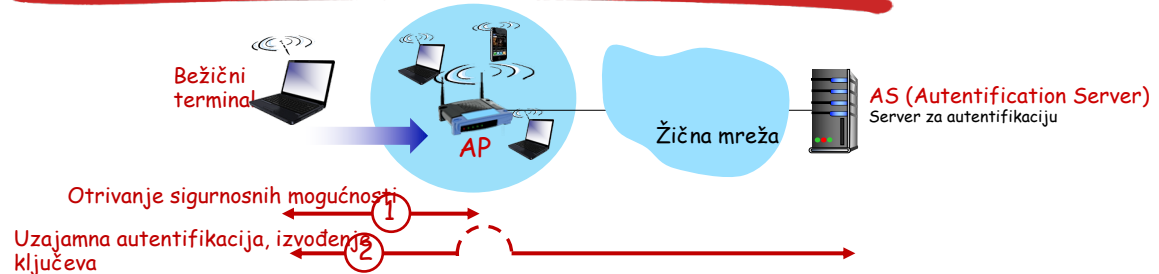 Bežični
terminal
AP
Žična mreža
AS (Autentification Server)
Server za autentifikaciju
Otrivanje sigurnosnih mogućnosti
1
Uzajamna autentifikacija, izvođenje
ključeva
2